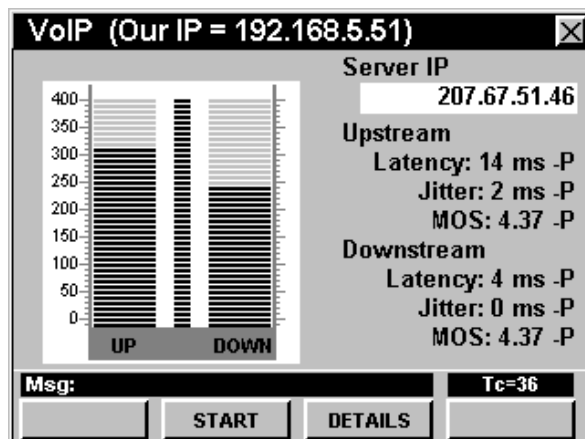 VoIP (Our IP = 192.168.5.51)
Server IP
207.67.51.46
400
350
300
250
200
150
100
50
0
UP DOWN
Upstream
Latency: 14 ms -P
Jitter: 2 ms -P
MOS: 4.37 -P
Downstream
Latency: 4 ms -P
Jitter: 0 ms -P
MOS: 4.37 -P
Msg: Tc=36
START DETAILS